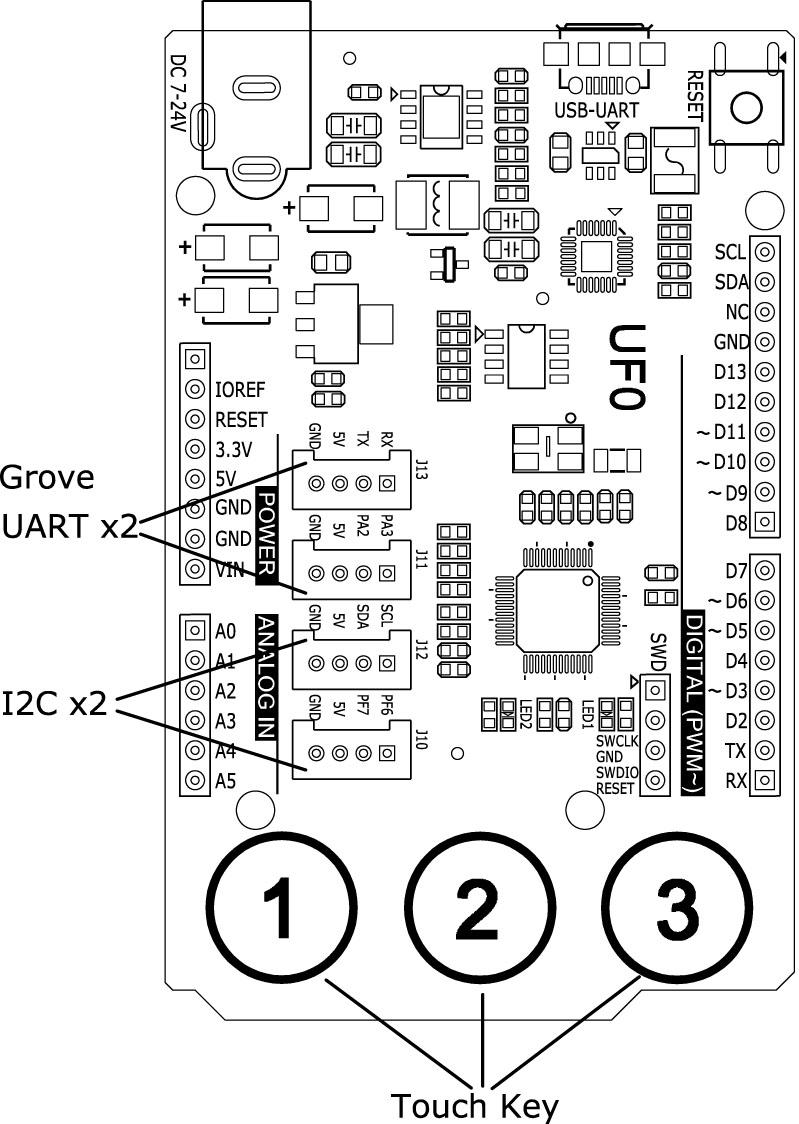 DC 7-24V
USB-UART
RESET
+
+
+
UFO
SCL
SDA
NC
GND
D13
D12
~D11
~D10
~D9
D8
IOREF
RESET
3.3V
5V
GND
GND
VIN
POWER
Grove
UART x2
GND 5V TX RX
J13
GND 5V PA2 PA3
J11
GND 5V SDA SCL
J12
GND 5V PF7 PF6
J10
I2C x2
A0
A1
A2
A3
A4
A5
ANALOG IN
D7
~D6
~D5
D4
~D3
D2
TX
RX
DIGITAL (PWM~)
SWD
LED2
LED1
SWCLK
GND
SWDIO
RESET
1 2 3
Touch Key